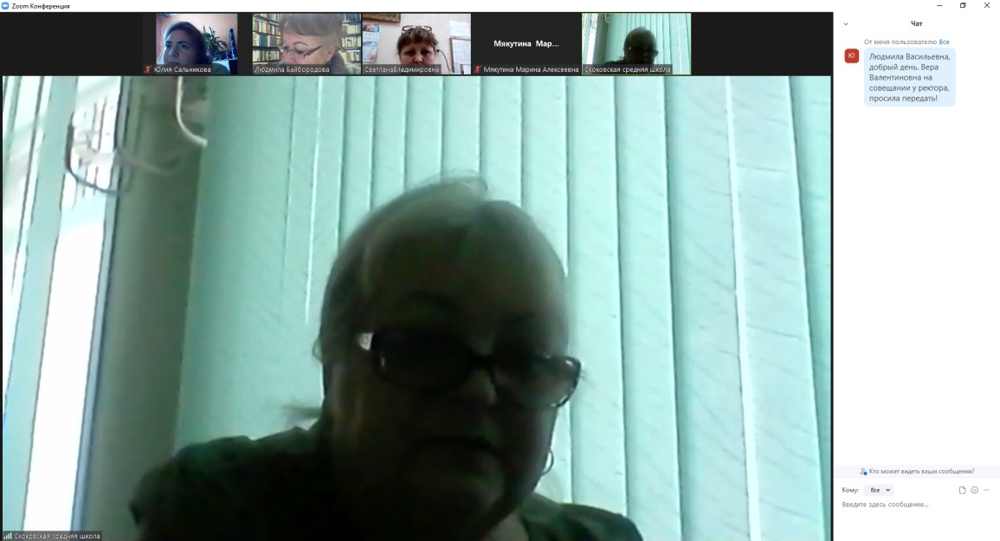 Zoom Конференция
Чат
Мякутина Мар...
Юлия Сальникова
Людмила Байбородова
СветланаВладимировна
Мякутина Марина Алексеевна
Скоковская средняя школа
От меня пользователю Все
Ю
Людмила Васильевна,
добрый день. Вера
Валентиновна на
совещании у ректора,
просила передать!
Кто может видеть ваши сообщения?
Кому: Все
Введите здесь сообщение...
Скоковская средняя школа